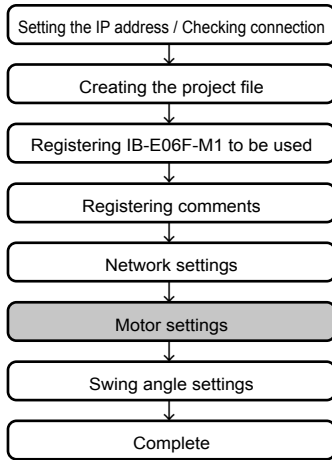 Setting the IP address / Checking connection
Creating the project file
Registering IB-E06F-M1 to be used
Registering comments
Network settings
Motor settings
Swing angle settings
Complete